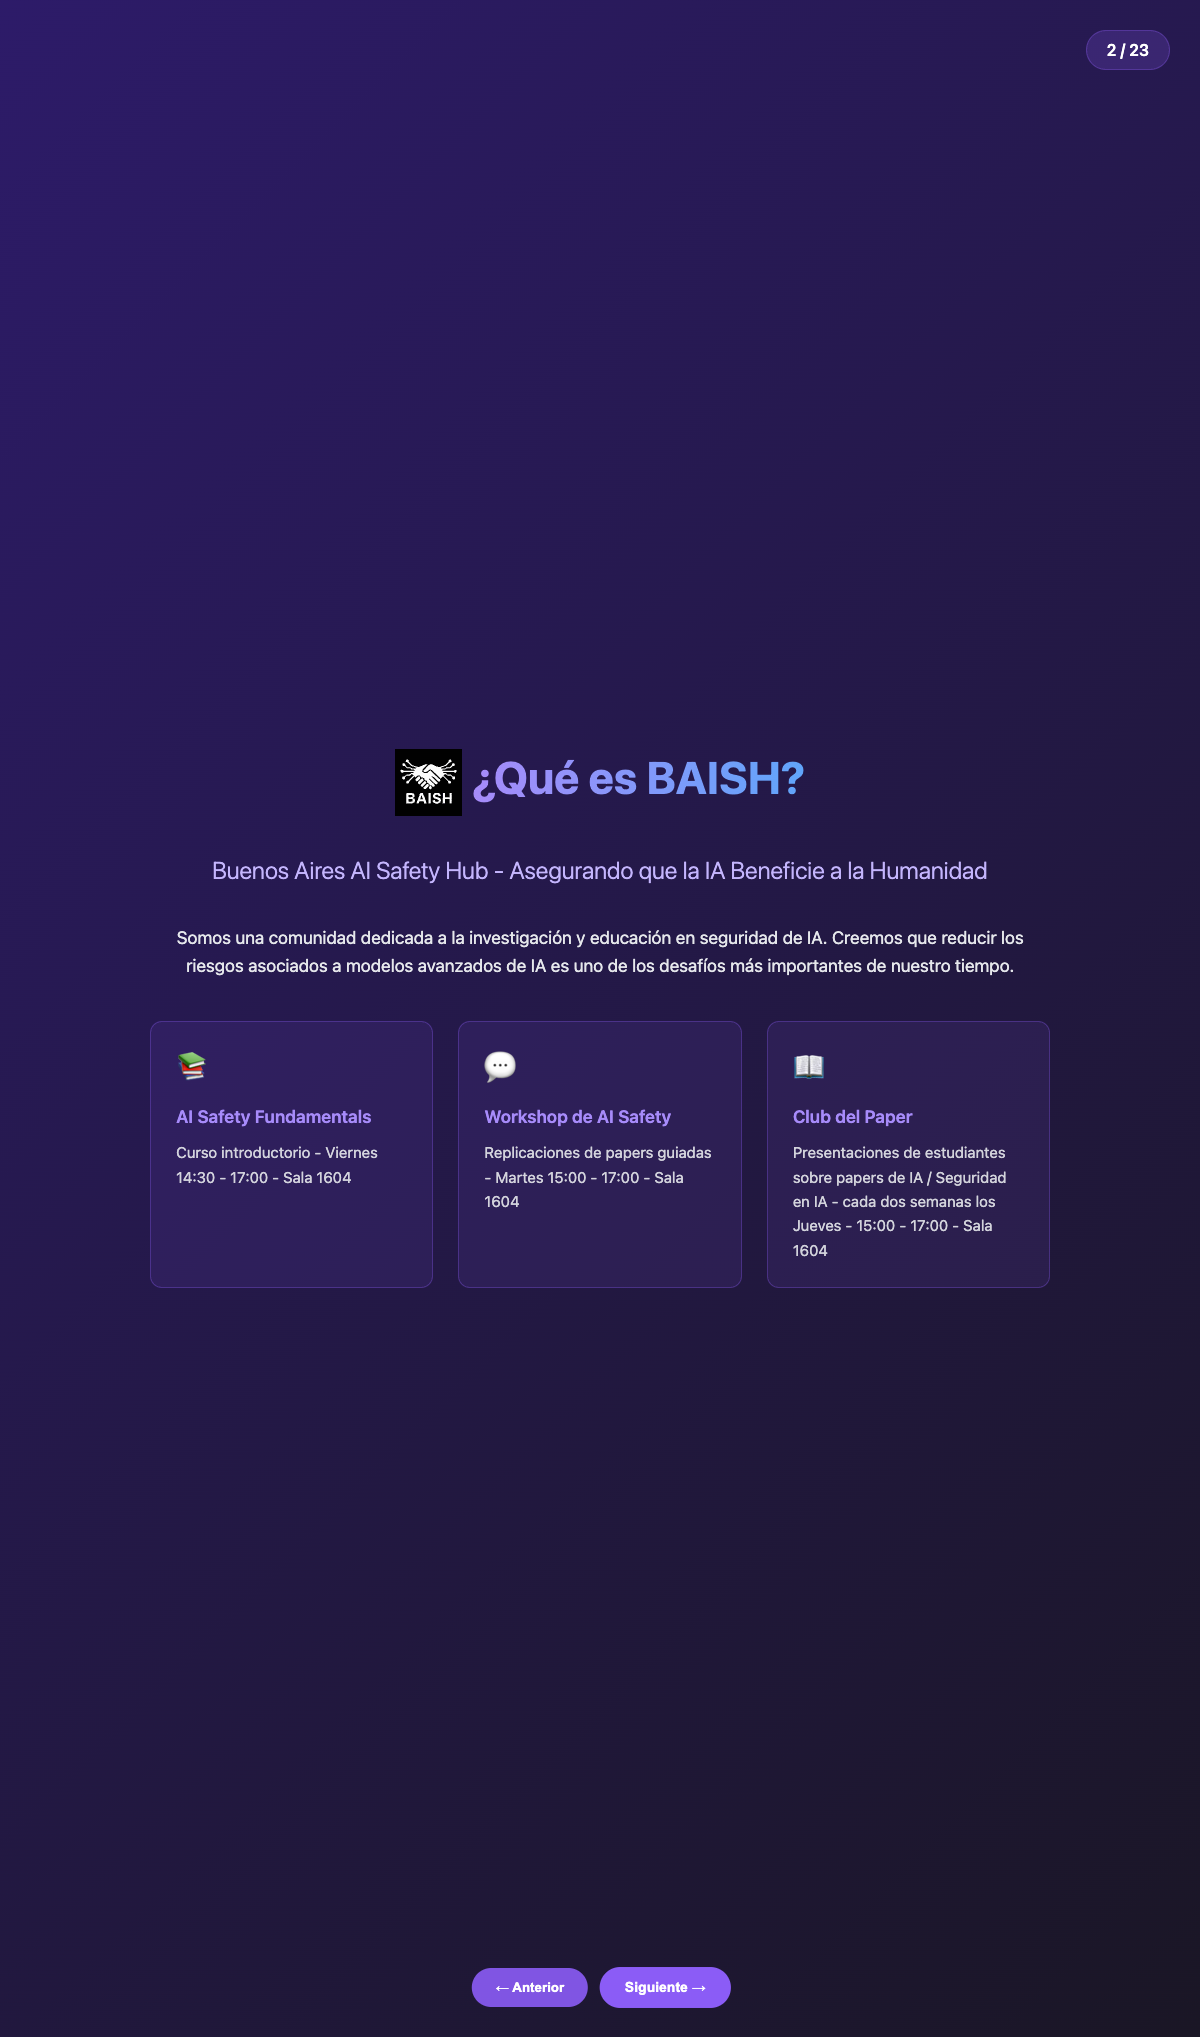 2 / 23
BAISH
¿Qué es BAISH?
Buenos Aires AI Safety Hub - Asegurando que la IA Beneficie a la Humanidad
Somos una comunidad dedicada a la investigación y educación en seguridad de IA. Creemos que reducir los
riesgos asociados a modelos avanzados de IA es uno de los desafíos más importantes de nuestro tiempo.
AI Safety Fundamentals
Curso introductorio - Viernes
14:30 - 17:00 - Sala 1604
Workshop de AI Safety
Replicaciones de papers guiadas
- Martes 15:00 - 17:00 - Sala
1604
Club del Paper
Presentaciones de estudiantes
sobre papers de IA / Seguridad
en IA - cada dos semanas los
Jueves - 15:00 - 17:00 - Sala
1604
← Anterior
Siguiente →